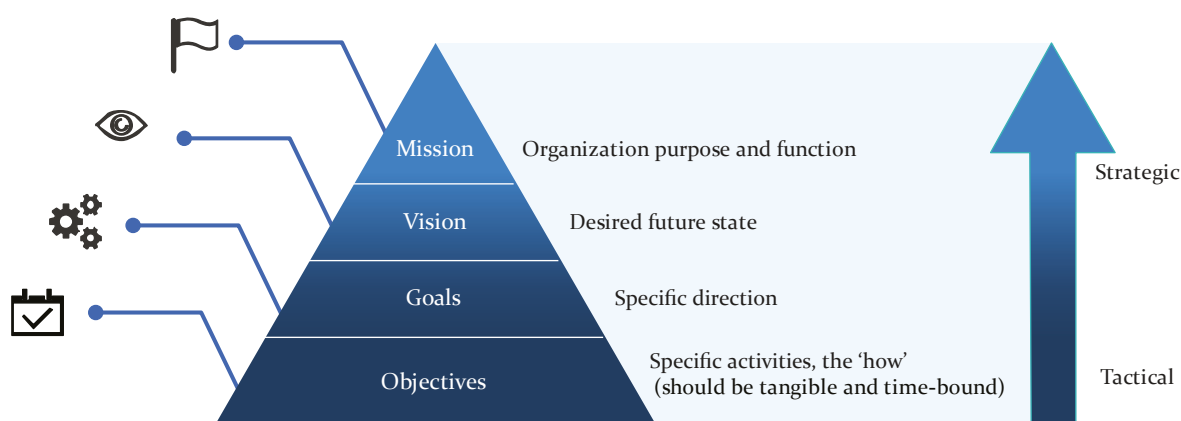 Mission
Organization purpose and function
Strategic
Vision
Desired future state
Goals
Specific direction
Objectives
Specific activities, the ‘how’
(should be tangible and time-bound)
Tactical